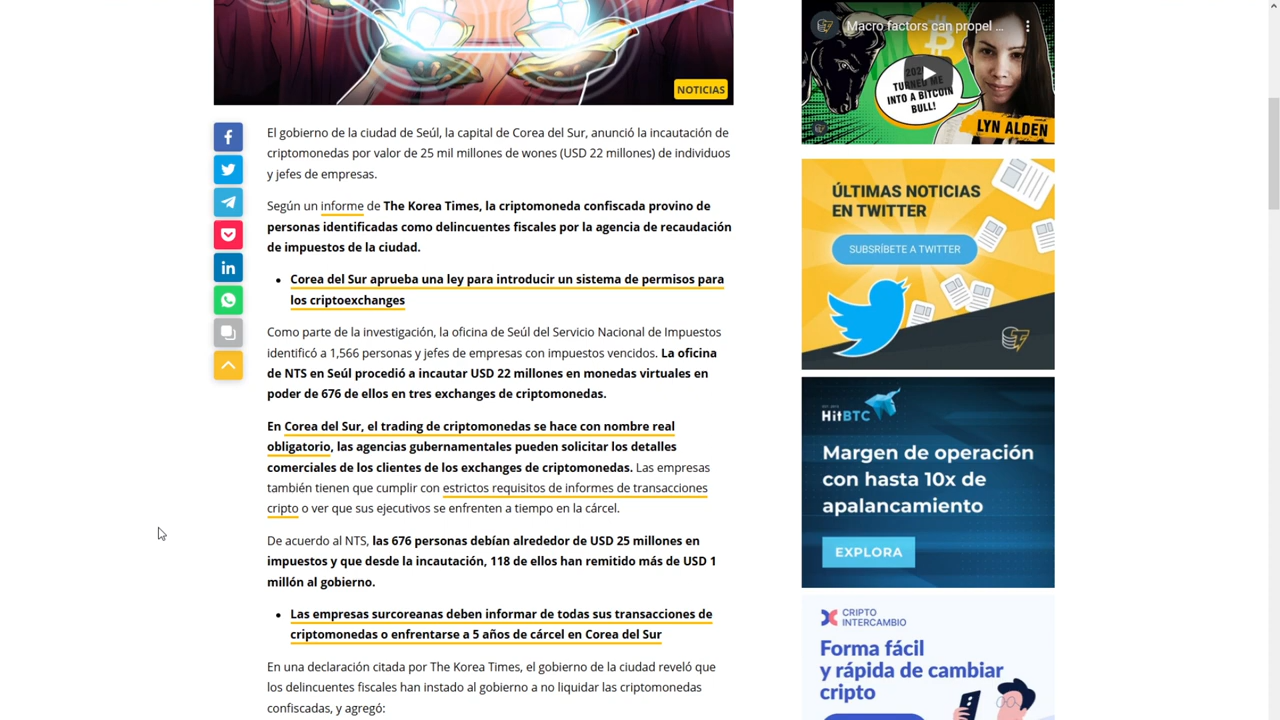 NOTICIAS
El gobierno de la ciudad de Seúl, la capital de Corea del Sur, anunció la incautación de
criptomonedas por valor de 25 mil millones de wones (USD 22 millones) de individuos
y jefes de empresas.
Según un informe de The Korea Times, la criptomoneda confiscada provino de
personas identificadas como delincuentes fiscales por la agencia de recaudación
de impuestos de la ciudad.
Corea del Sur aprueba una ley para introducir un sistema de permisos para
los criptoexchanges
Como parte de la investigación, la oficina de Seúl del Servicio Nacional de Impuestos
identificó a 1,566 personas y jefes de empresas con impuestos vencidos. La oficina
de NTS en Seúl procedió a incautar USD 22 millones en monedas virtuales en
poder de 676 de ellos en tres exchanges de criptomonedas.
En Corea del Sur, el trading de criptomonedas se hace con nombre real
obligatorio, las agencias gubernamentales pueden solicitar los detalles
comerciales de los clientes de los exchanges de criptomonedas. Las empresas
también tienen que cumplir con estrictos requisitos de informes de transacciones
cripto o ver que sus ejecutivos se enfrenten a tiempo en la cárcel.
De acuerdo al NTS, las 676 personas debían alrededor de USD 25 millones en
impuestos y que desde la incautación, 118 de ellos han remitido más de USD 1
millón al gobierno.
Las empresas surcoreanas deben informar de todas sus transacciones de
criptomonedas o enfrentarse a 5 años de cárcel en Corea del Sur
En una declaración citada por The Korea Times, el gobierno de la ciudad reveló que
los delincuentes fiscales han instado al gobierno a no liquidar las criptomonedas
confiscadas, y agregó:
Macro factors can propel ...
TURNED ME
INTO A BITCOIN
BULL!
LYN ALDEN
ÚLTIMAS NOTICIAS
EN TWITTER
SUBSRÍBETE A TWITTER
HitBTC
Margen de operación
con hasta 10x de
apalancamiento
EXPLORA
CRIPTO
INTERCAMBIO
Forma fácil
y rápida de cambiar
cripto